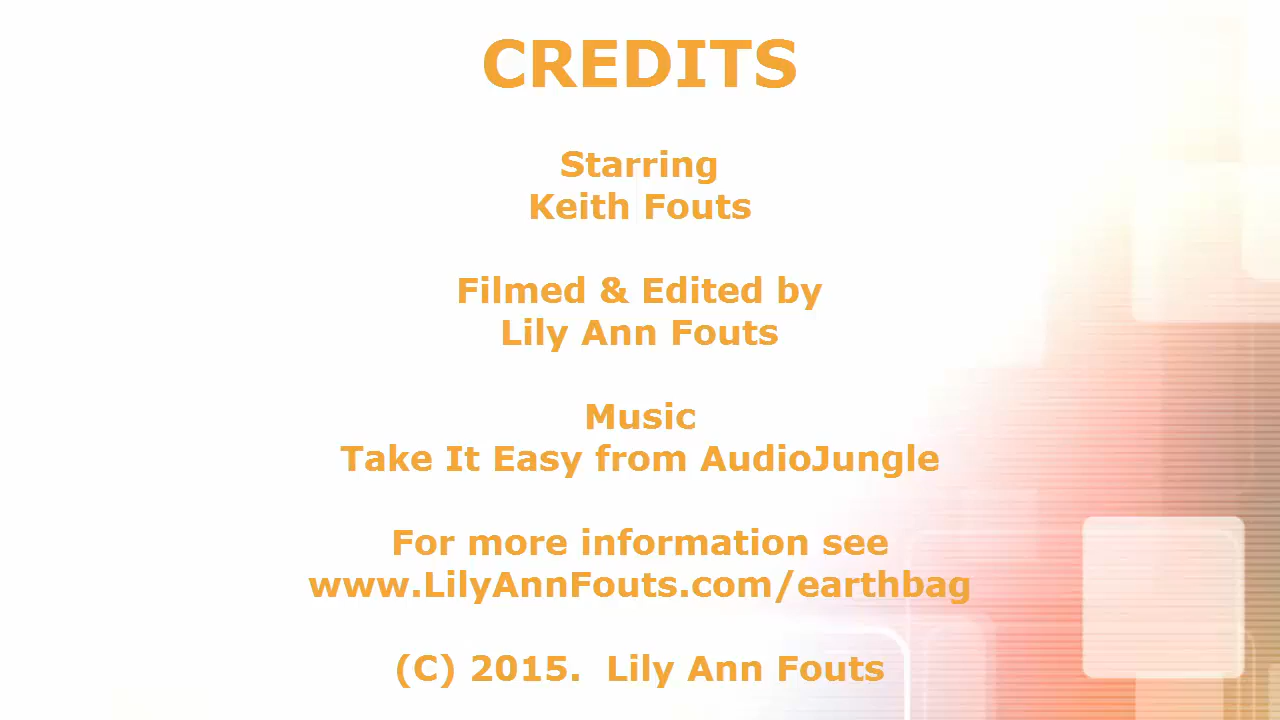 CREDITS
Starring
Keith Fouts
Filmed & Edited by
Lily Ann Fouts
Music
Take It Easy from AudioJungle
For more information see
www.LilyAnnFouts.com/earthbag
(C) 2015.  Lily Ann Fouts